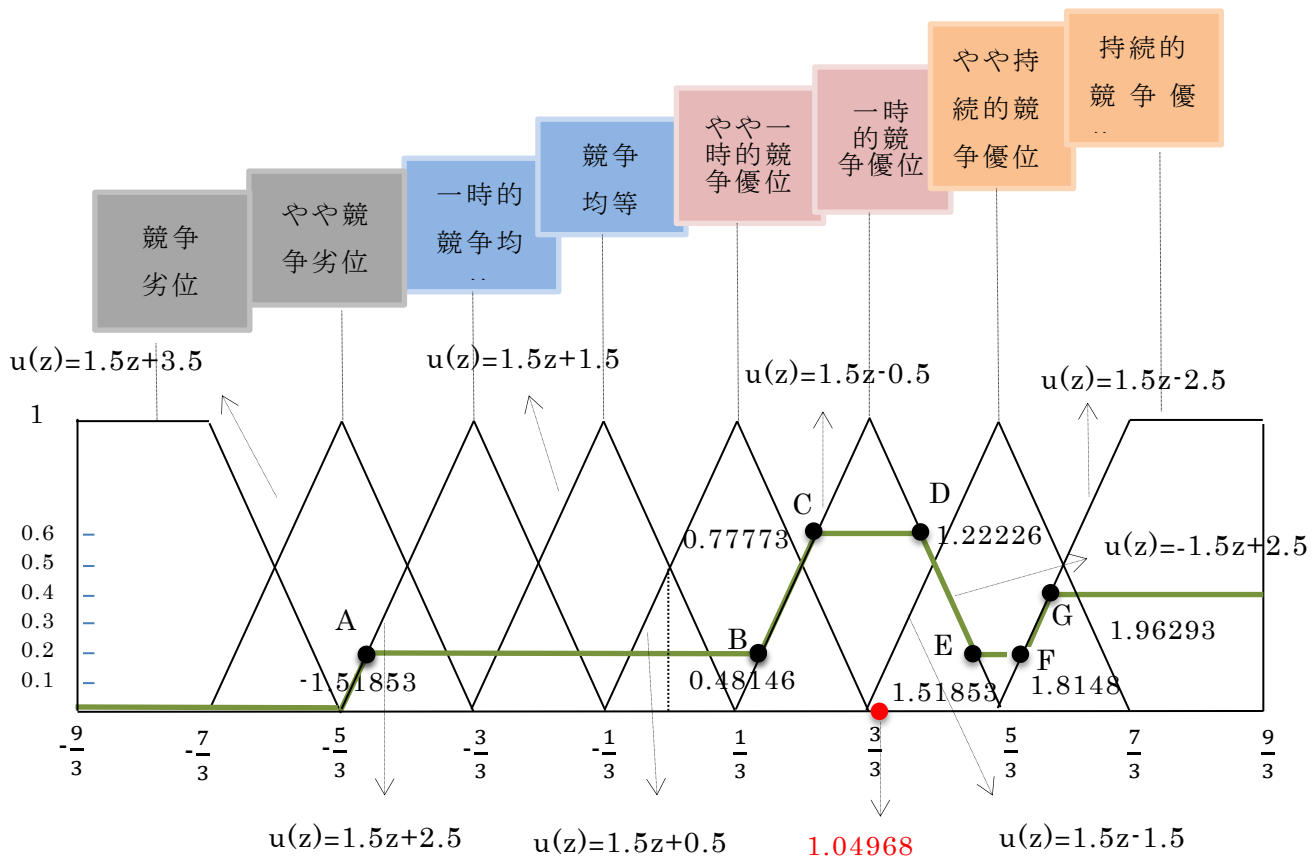 競争
劣位
やや競
争劣位
一時的
競争均
..
競争
均等
やや一
時的競
争優位
一時
的競
争優位
やや持
続的競
争優位
持続的
競争優
..
u(z)=1.5z+3.5
u(z)=1.5z+1.5
u(z)=1.5z-0.5
u(z)=1.5z-2.5
1
0.6
0.5
0.4
0.3
0.2
0.1
A
-1.51853
B
0.48146
C
0.77773
D
1.22226
u(z)=-1.5z+2.5
E
1.51853
F
1.8148
G
1.96293
-9/3
-7/3
-5/3
-3/3
-1/3
1/3
3/3
5/3
7/3
9/3
u(z)=1.5z+2.5
u(z)=1.5z+0.5
1.04968
u(z)=1.5z-1.5